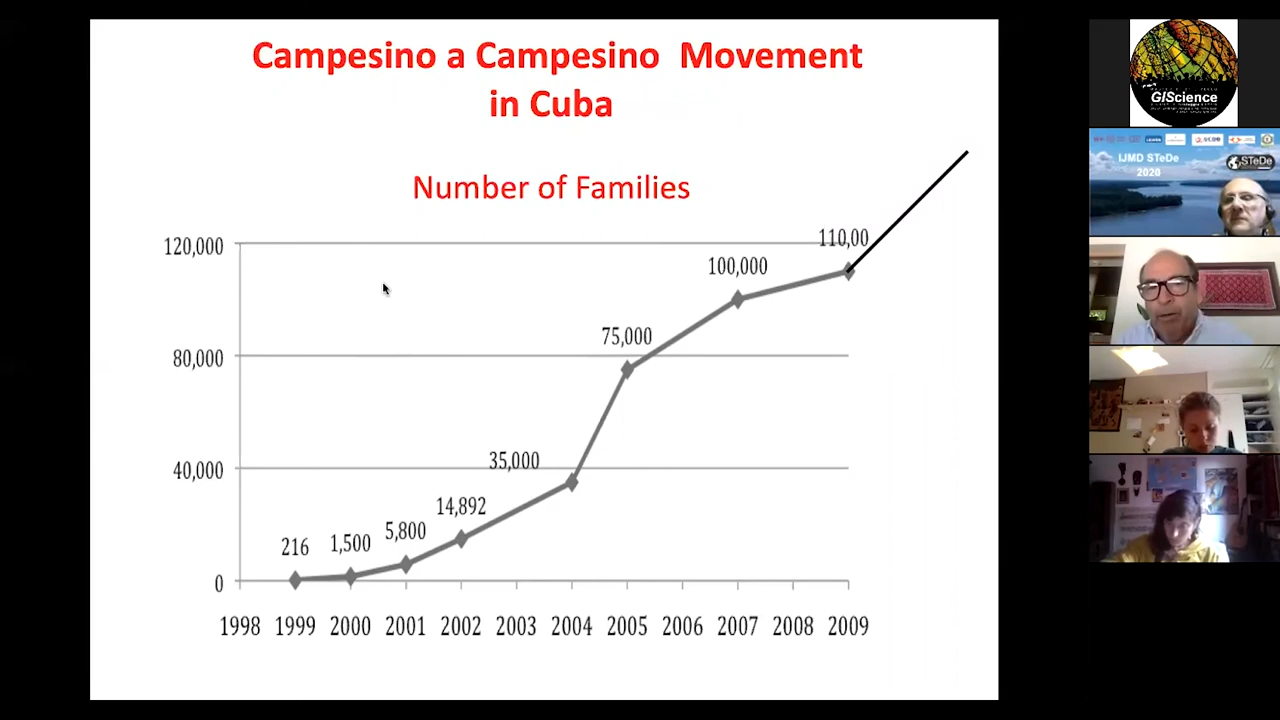 Campesino a Campesino Movement
in Cuba
Number of Families
120,000
80,000
40,000
0
216
1,500
5,800
14,892
35,000
75,000
100,000
110,00
1998 1999 2000 2001 2002 2003 2004 2005 2006 2007 2008 2009
GIScience
IJMD STeDe
2020
STeDe